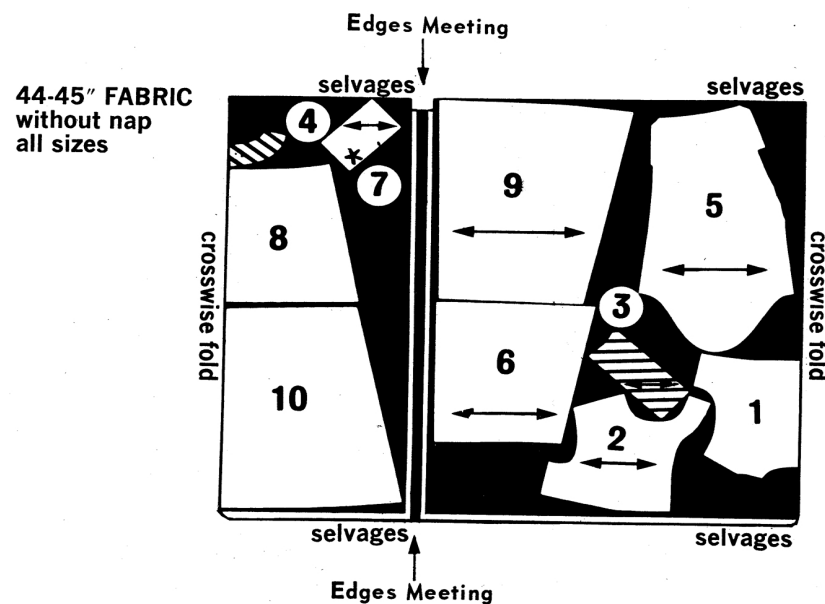 Edges Meeting
44-45″ FABRIC
without nap
all sizes
selvages
selvages
4
7
9
5
8
crosswise fold
crosswise fold
3
10
6
1
2
selvages
selvages
Edges Meeting